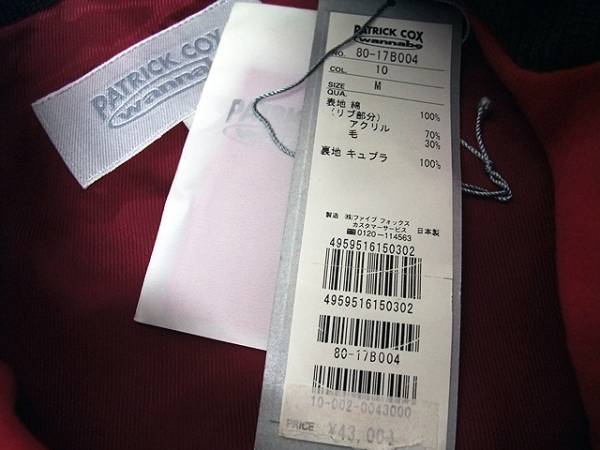 PATRICK COX
wannabe
PATRICK COX
wannabe
NO. 80-17B004
COL. 10
SIZE M
QUA.
表地 綿 100%
(リブ部分)
アクリル 70%
毛 30%
裏地 キュプラ 100%
製造 ㈱ファイブ フォックス
カスタマーサービス 日本製
☎0120-114563
4959516150302
4959516150302
80-17B004
10-002-0043000
PRICE ¥43,000